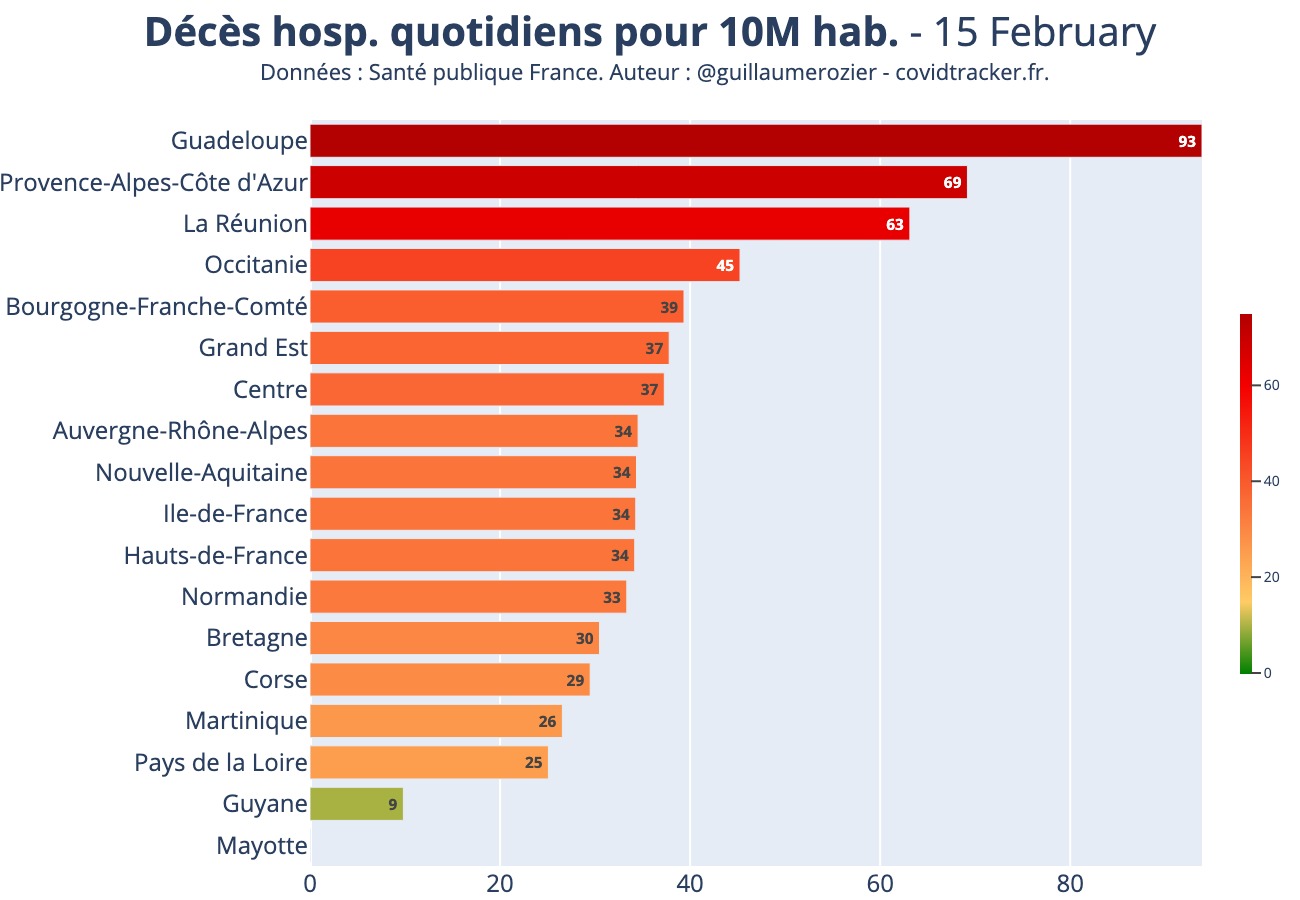 Décès hosp. quotidiens pour 10M hab. - 15 February
Données : Santé publique France. Auteur : @guillaumerozier - covidtracker.fr.
Guadeloupe 93
Provence-Alpes-Côte d'Azur 69
La Réunion 63
Occitanie 45
Bourgogne-Franche-Comté 39
Grand Est 37
Centre 37
Auvergne-Rhône-Alpes 34
Nouvelle-Aquitaine 34
Ile-de-France 34
Hauts-de-France 34
Normandie 33
Bretagne 30
Corse 29
Martinique 26
Pays de la Loire 25
Guyane 9
Mayotte
0 20 40 60 80
60
40
20
0